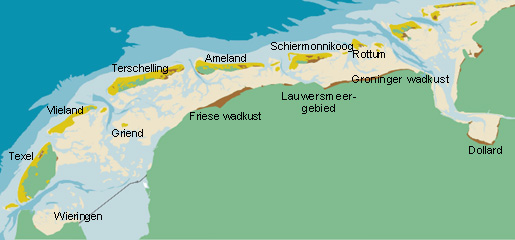 Schiermonnikoog
Ameland
Rottum
Terschelling
Groninger wadkust
Lauwersmeer-
gebied
Vlieland
Friese wadkust
Griend
Dollard
Texel
Wieringen